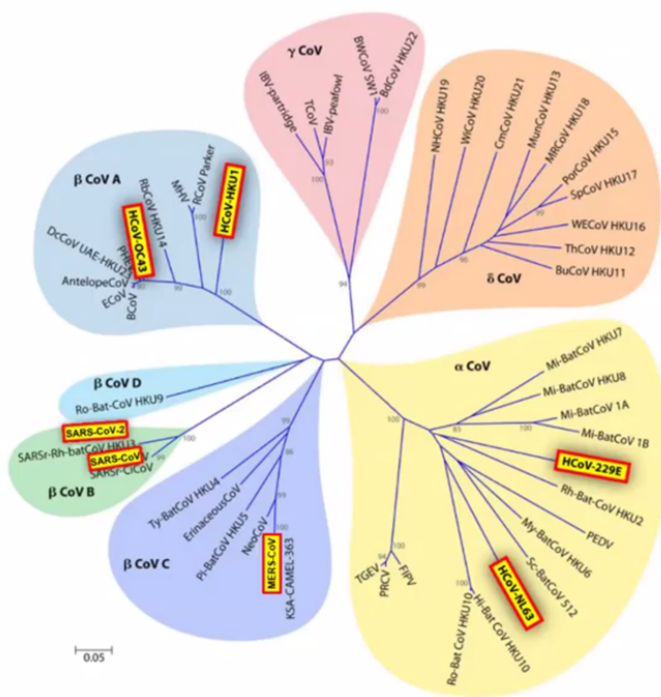 γ CoV
IBV-partridge
TCoV
IBV-peafowl
BWCoV SW1
BdCoV HKU22
100
93
100
94
NHCoV HKU19
WiCoV HKU20
CmCoV HKU21
MunCoV HKU13
MRCoV HKU18
PorCoV HKU15
SpCoV HKU17
WECoV HKU16
ThCoV HKU12
BuCoV HKU11
99
δ CoV
β CoV A
RbCoV HKU14
MHV
RCoV Parker
HCoV-HKU1
HCoV-OC43
DcCoV UAE-HKU23
AntelopeCoV
ECoV
BCoV
100
100
β CoV D
Ro-Bat-CoV HKU9
SARS-CoV-2
SARSr-Rh-batCoV HKU3
SARS-CoV
SARSr-CiCoV
100
99
β CoV B
β CoV C
Ty-BatCoV HKU4
ErinaceousCoV
Pi-BatCoV HKU5
NeoCoV
MERS-CoV
KSA-CAMEL-363
99
100
α CoV
Mi-BatCoV HKU7
Mi-BatCoV HKU8
Mi-BatCoV 1A
Mi-BatCoV 1B
HCoV-229E
Rh-Bat-CoV HKU2
PEDV
My-BatCoV HKU6
Sc-BatCoV 512
HCoV-NL63
Hi-Bat CoV HKU10
Ro-Bat CoV HKU10
TGEV
PRCV
FIPV
100
100
100
100
0.05